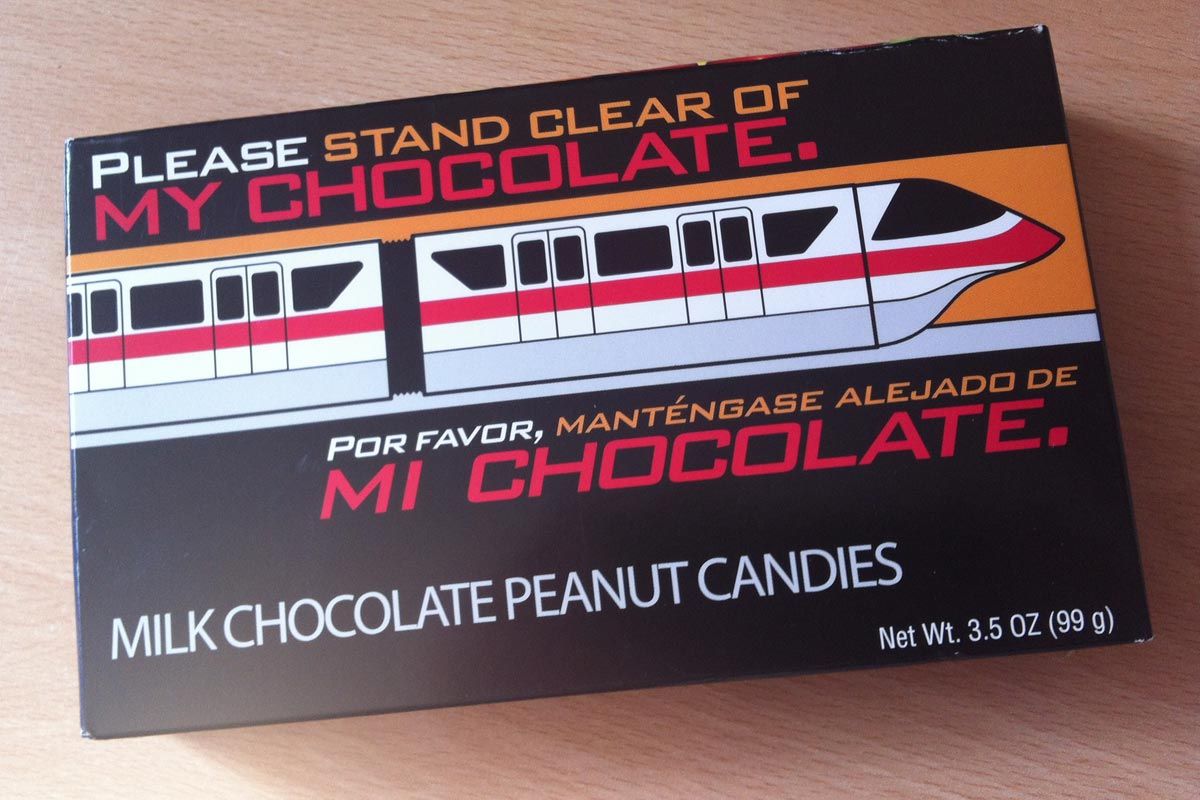 PLEASE STAND CLEAR OF
MY CHOCOLATE.
POR FAVOR, MANTÉNGASE ALEJADO DE
MI CHOCOLATE.
MILK CHOCOLATE PEANUT CANDIES
Net Wt. 3.5 OZ (99 g)